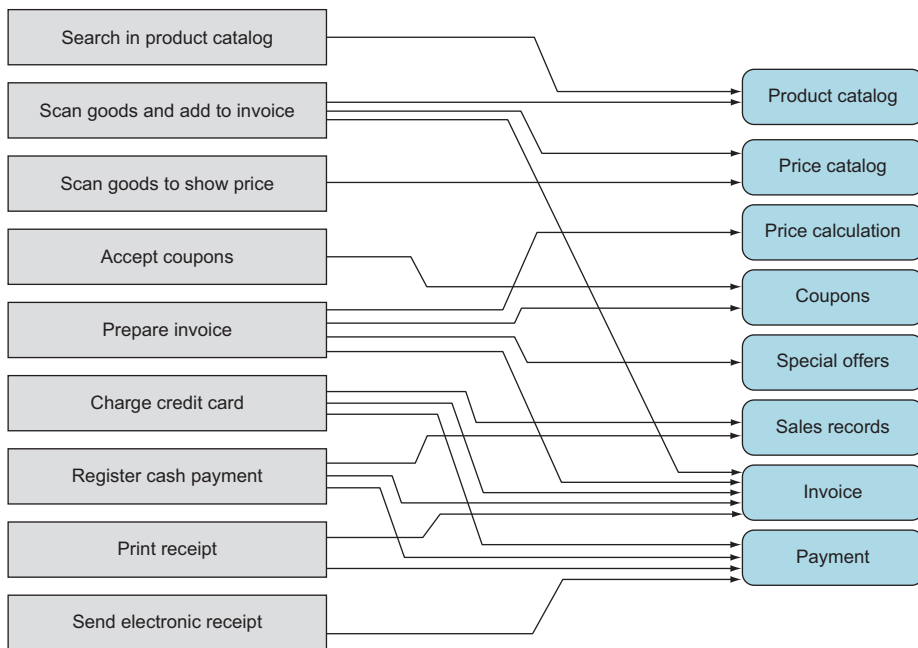 Search in product catalog
Scan goods and add to invoice
Scan goods to show price
Accept coupons
Prepare invoice
Charge credit card
Register cash payment
Print receipt
Send electronic receipt
Product catalog
Price catalog
Price calculation
Coupons
Special offers
Sales records
Invoice
Payment